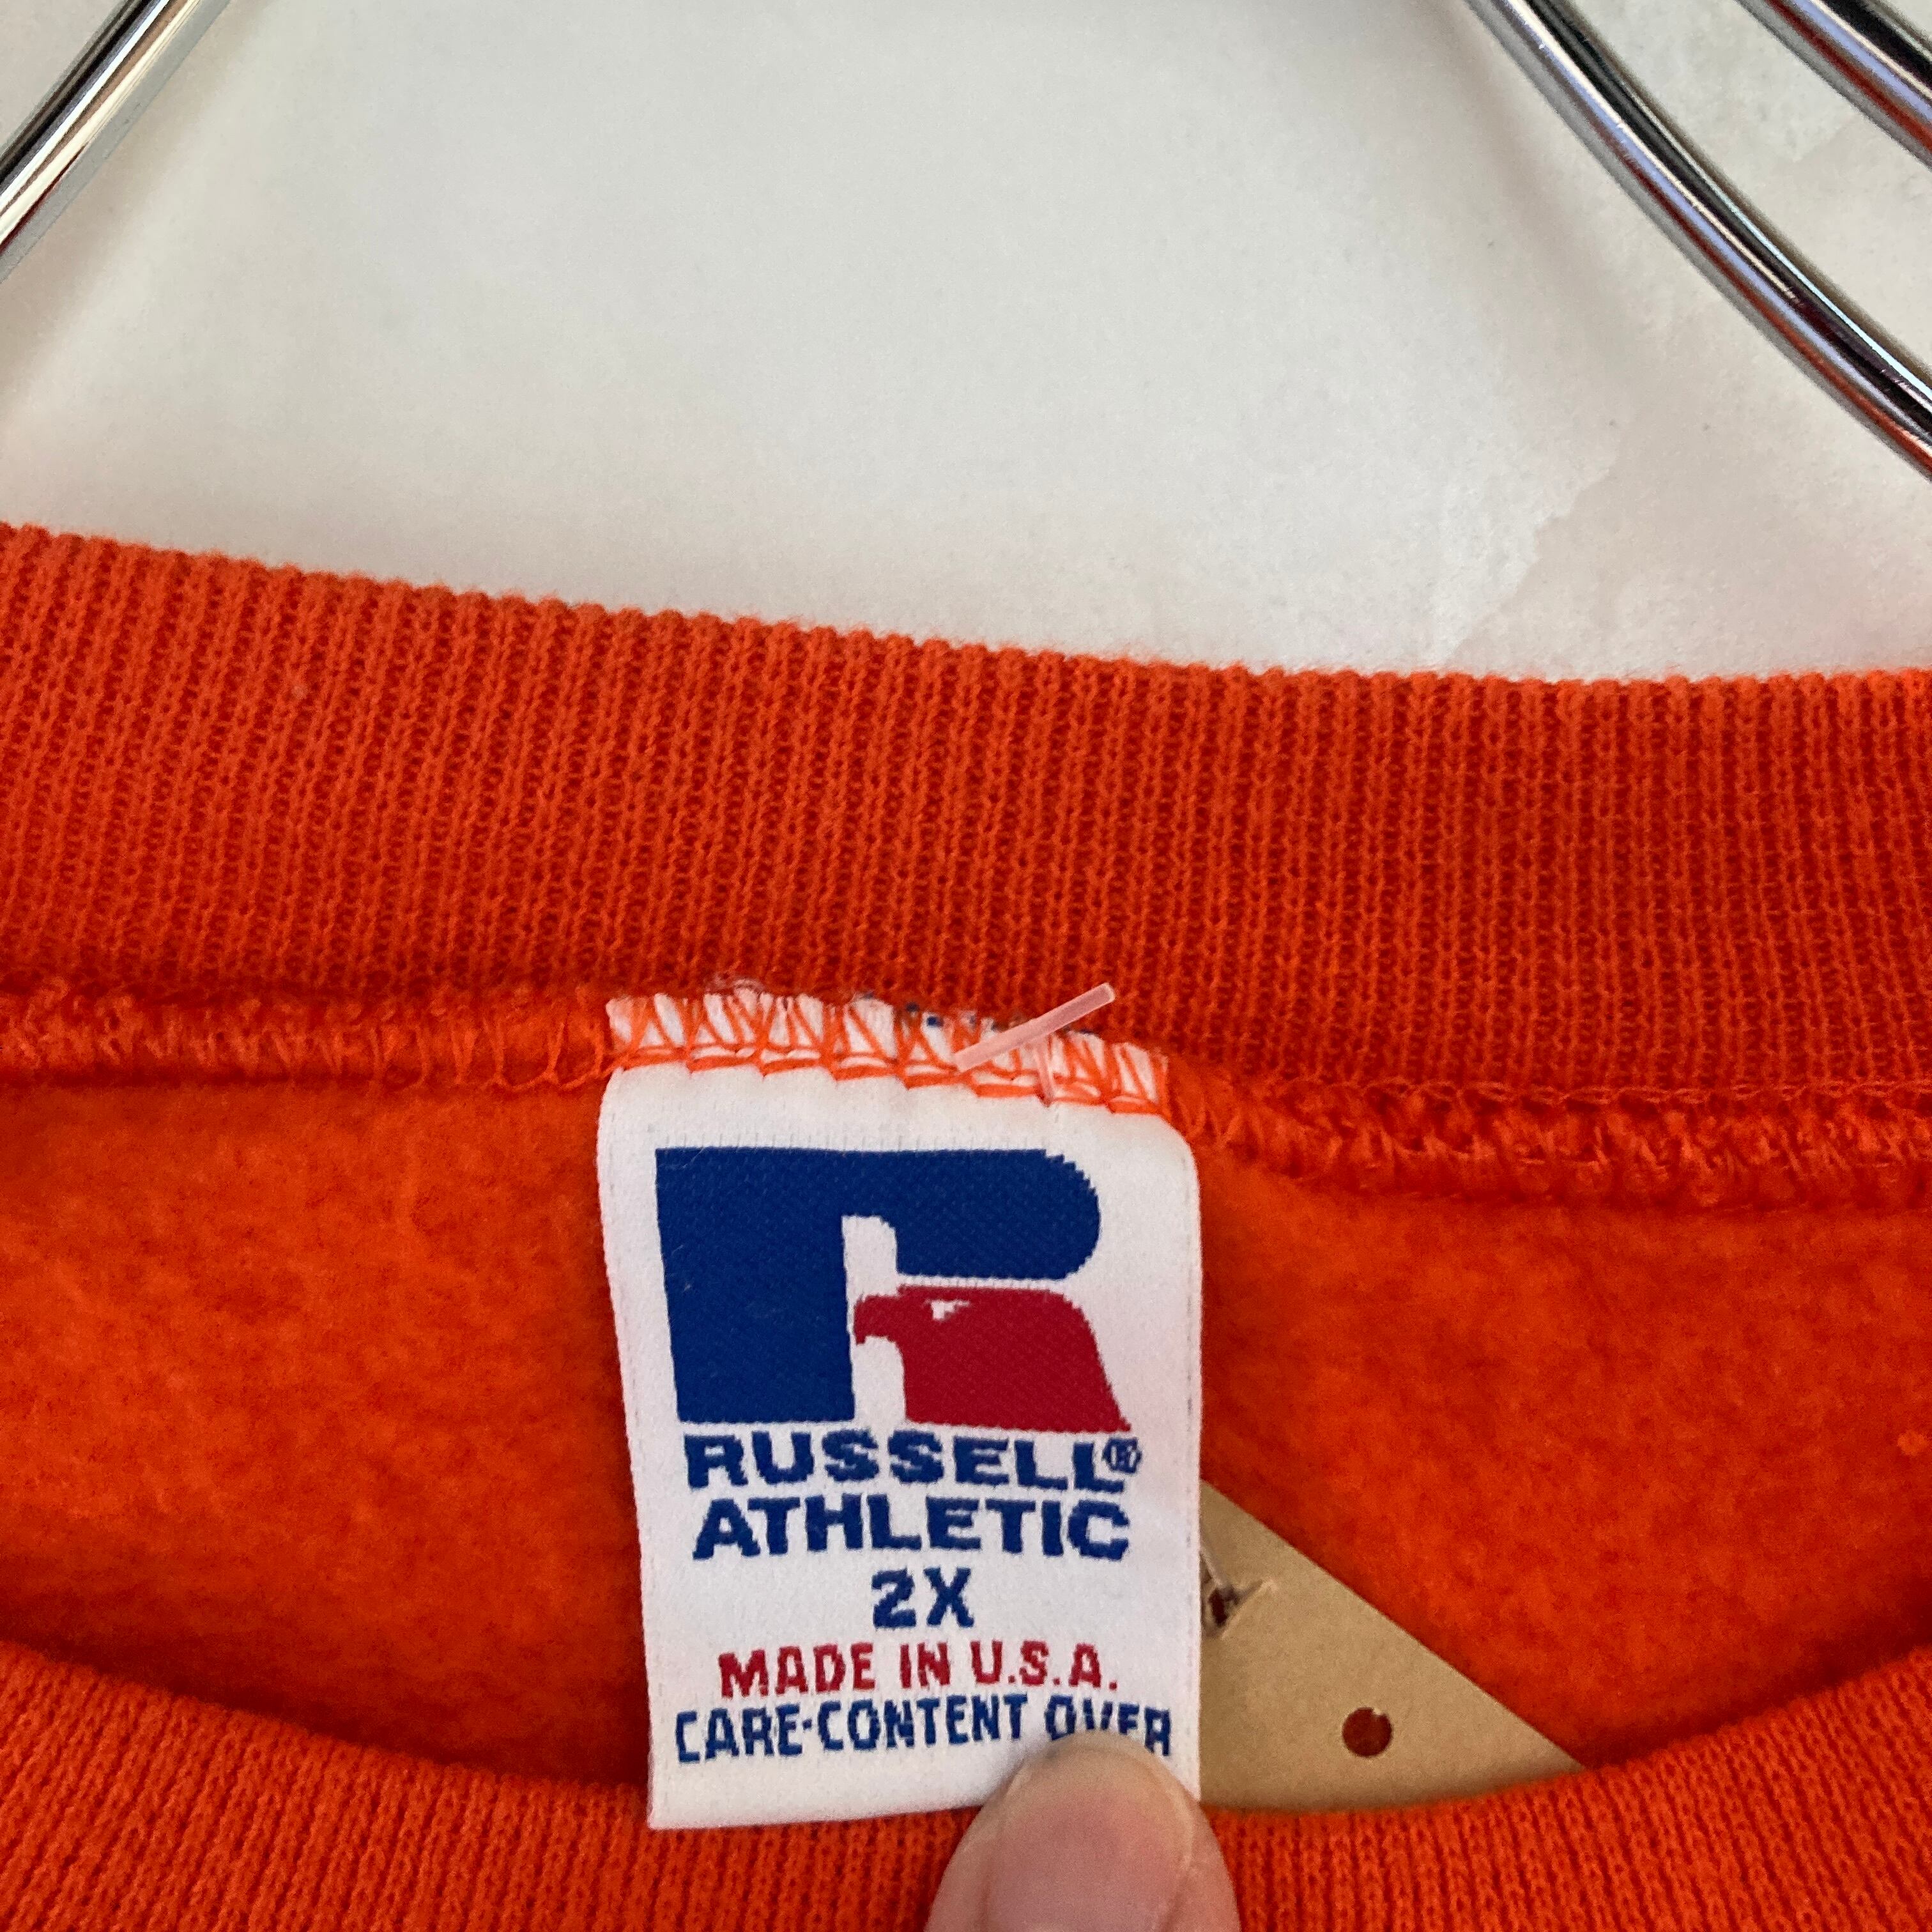 RUSSELL®
ATHLETIC
2X
MADE IN U.S.A.
CARE-CONTENT OVER